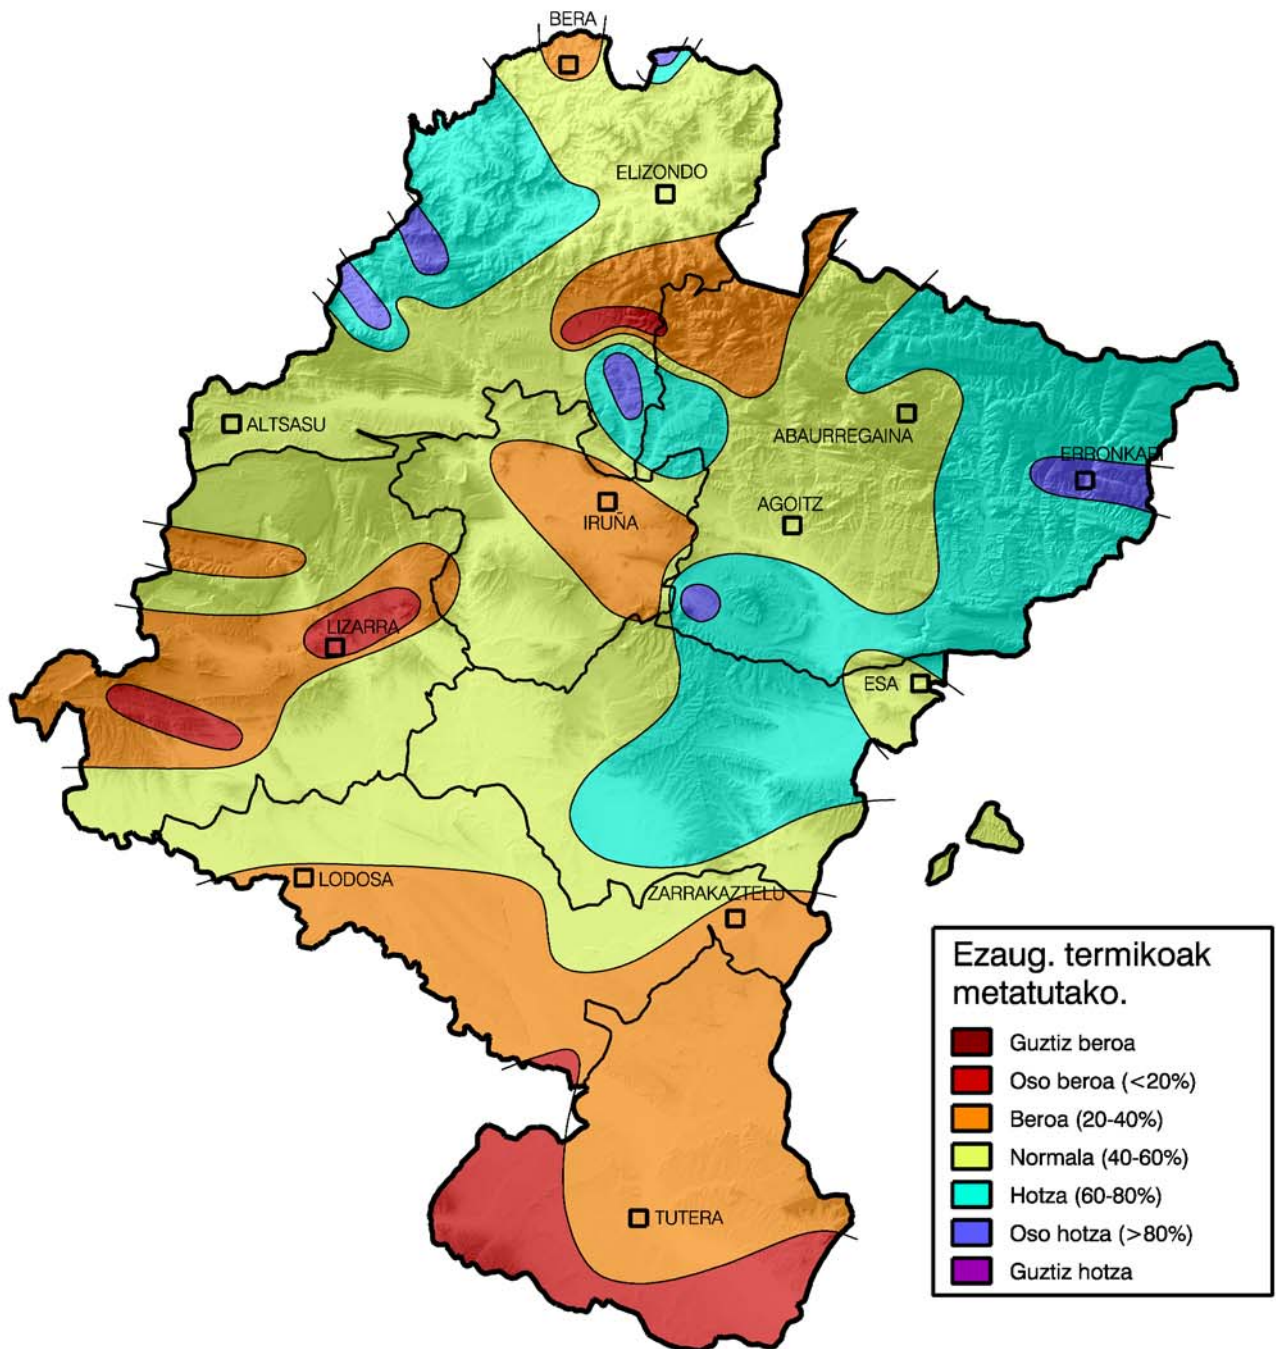 BERA
ELIZONDO
ALTSASU
ABAURREGAINA
ERRONKARI
IRUÑA
AGOITZ
LIZARRA
ESA
LODOSA
ZARRAKAZTELU
TUTERA
Ezaug. termikoak
metatutako.
Guztiz beroa
Oso beroa (<20%)
Beroa (20-40%)
Normala (40-60%)
Hotza (60-80%)
Oso hotza (>80%)
Guztiz hotza